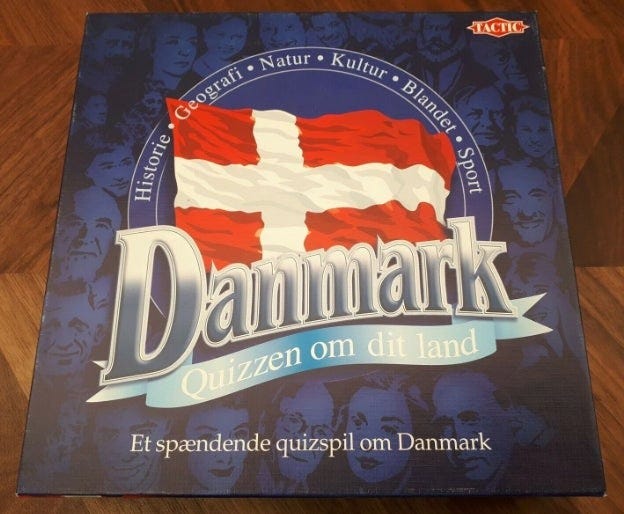 TACTIC
Historie • Geografi • Natur • Kultur • Blandet • Sport
Danmark
Quizzen om dit land
Et spændende quizspil om Danmark